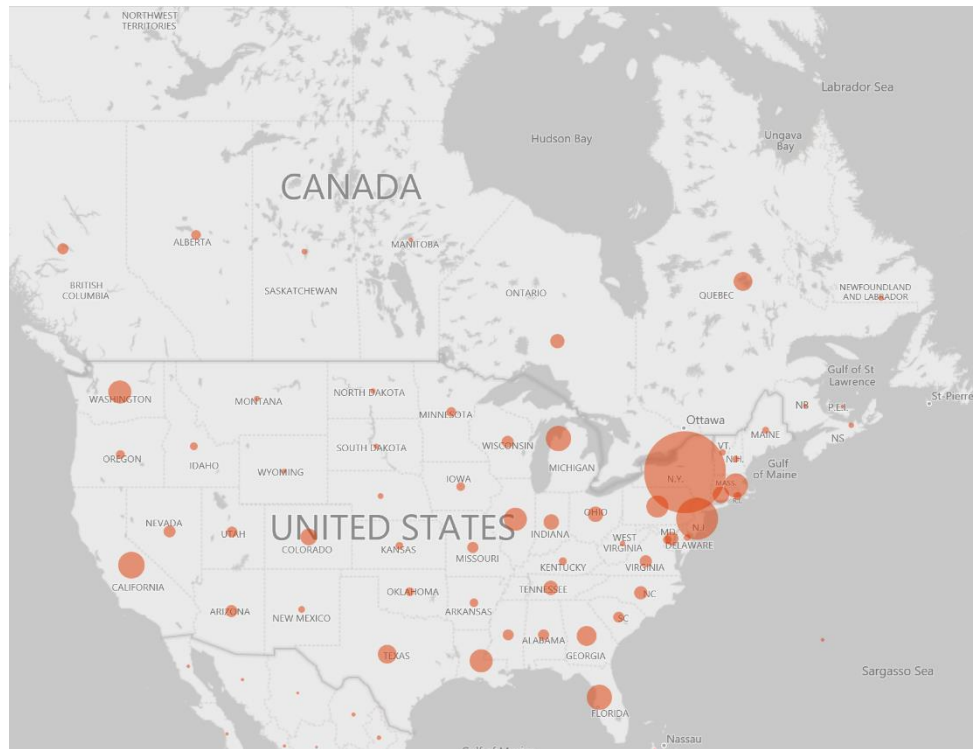 NORTHWEST
TERRITORIES
Labrador Sea
Hudson Bay
Ungava
Bay
CANADA
ALBERTA
MANITOBA
BRITISH
COLUMBIA
SASKATCHEWAN
ONTARIO
QUEBEC
NEWFOUNDLAND
AND LABRADOR
Gulf of St
Lawrence
WASHINGTON
MONTANA
NORTH DAKOTA
MINNESOTA
Ottawa
NB
P.E.I.
St-Pierre
MAINE
NS
OREGON
IDAHO
SOUTH DAKOTA
WISCONSIN
MICHIGAN
VT.
N.H.
Gulf
of Maine
WYOMING
IOWA
N.Y.
MASS.
RI
NEVADA
UTAH
UNITED STATES
COLORADO
KANSAS
MISSOURI
INDIANA
OHIO
WEST
VIRGINIA
MD.
N.J.
DELAWARE
CALIFORNIA
KENTUCKY
VIRGINIA
ARIZONA
NEW MEXICO
OKLAHOMA
ARKANSAS
TENNESSEE
NC
SC
TEXAS
ALABAMA
GEORGIA
FLORIDA
Sargasso Sea
Nassau